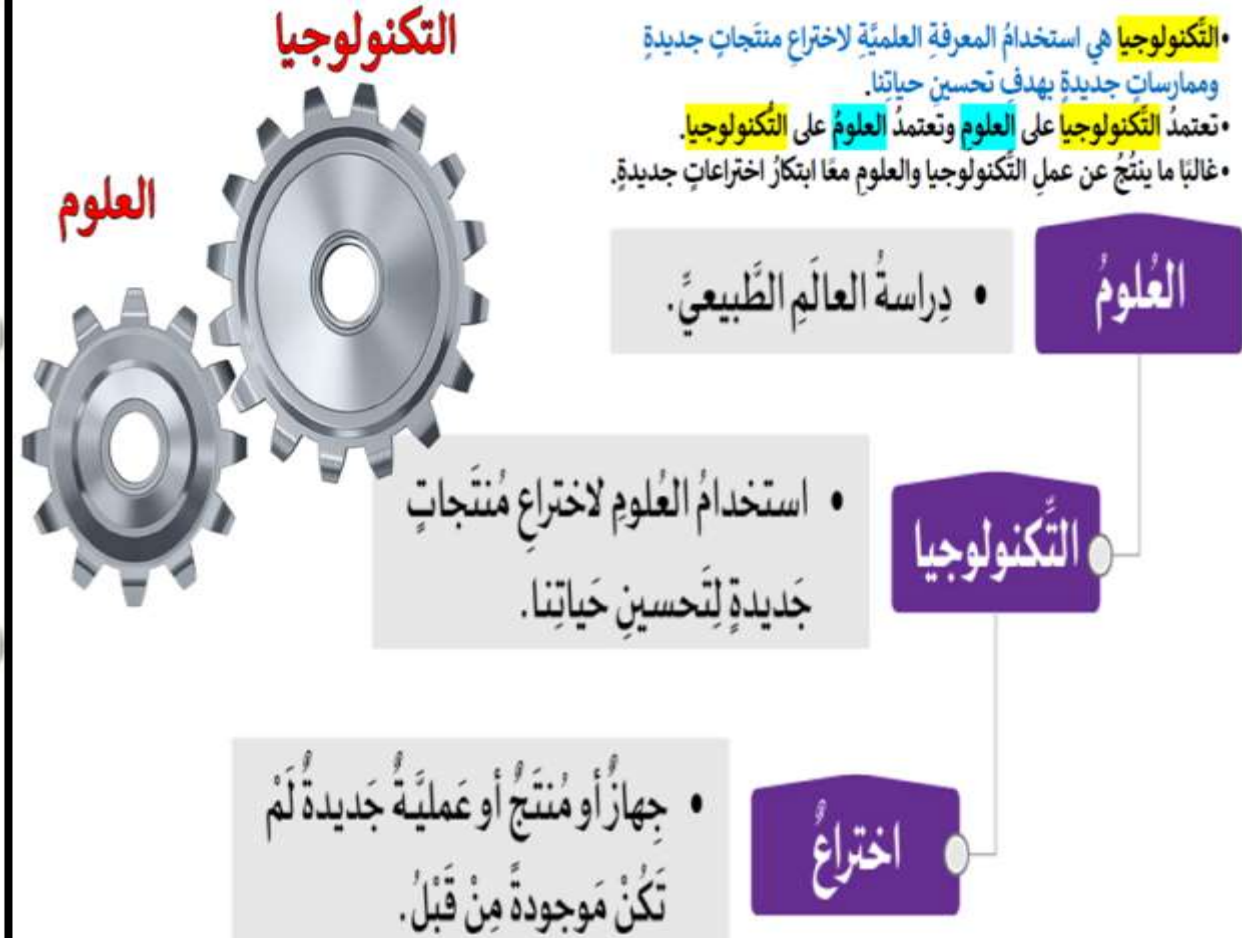 التكنولوجيا
العلوم
•التَّكنولوجيا هي استخدامُ المعرفةِ العلميَّةِ لاختراعِ منتَجاتٍ جديدةٍ
وممارساتٍ جديدةٍ بهدفِ تحسينِ حياتِنا.
•تعتمدُ التَّكنولوجيا على العلومِ وتعتمدُ العلومُ على التُّكنولوجيا.
•غالبًا ما ينتُجُ عن عملِ التَّكنولوجيا والعلومِ معًا ابتكارُ اختراعاتٍ جديدةٍ.
العُلومُ
• دِراسةُ العالَمِ الطَّبيعيِّ.
التَّكنولوجيا
• استخدامُ العُلومِ لاختراعِ مُنتَجاتٍ
جَديدةٍ لِتَحسينِ حَياتِنا.
اختراعٌ
• جِهازٌ أو مُنتَجٌ أو عَمليَّةٌ جَديدةٌ لَمْ
تَكُنْ مَوجودةً مِنْ قَبْلُ.